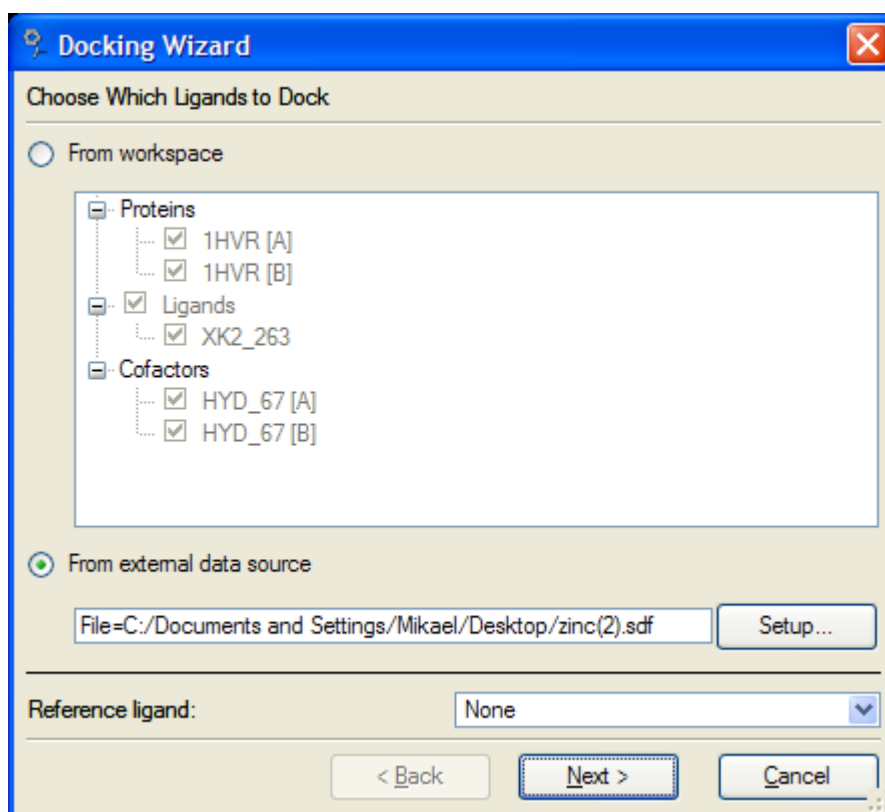 Docking Wizard
Choose Which Ligands to Dock
From workspace
Proteins
1HVR [A]
1HVR [B]
Ligands
XK2_263
Cofactors
HYD_67 [A]
HYD_67 [B]
From external data source
File=C:/Documents and Settings/Mikael/Desktop/zinc(2).sdf Setup...
Reference ligand: None
< Back Next > Cancel